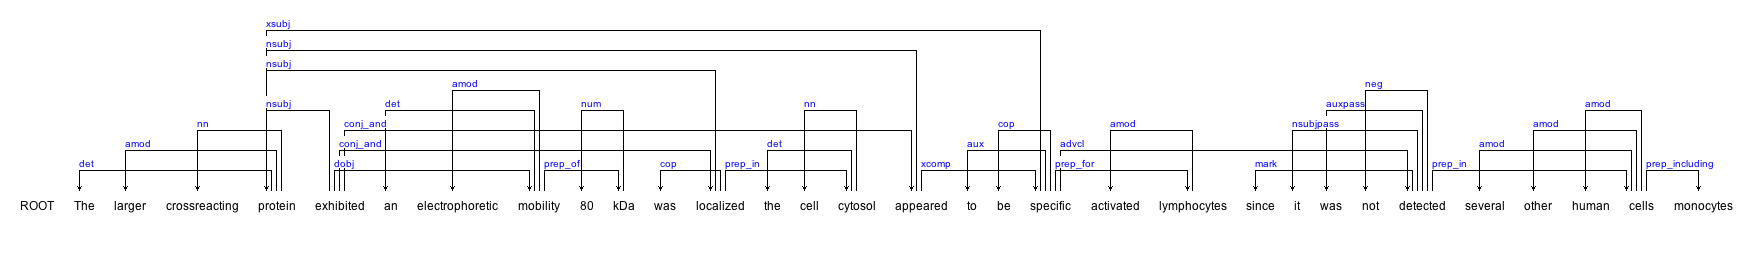 xsubj
nsubj
nsubj
amod neg
nsubj det num nn auxpass amod
nn conj_and cop amod nsubjpass amod
amod conj_and det aux advcl amod
det dobj prep_of cop prep_in xcomp prep_for mark prep_in prep_including
ROOT The larger crossreacting protein exhibited an electrophoretic mobility 80 kDa was localized the cell cytosol appeared to be specific activated lymphocytes since it was not detected several other human cells monocytes